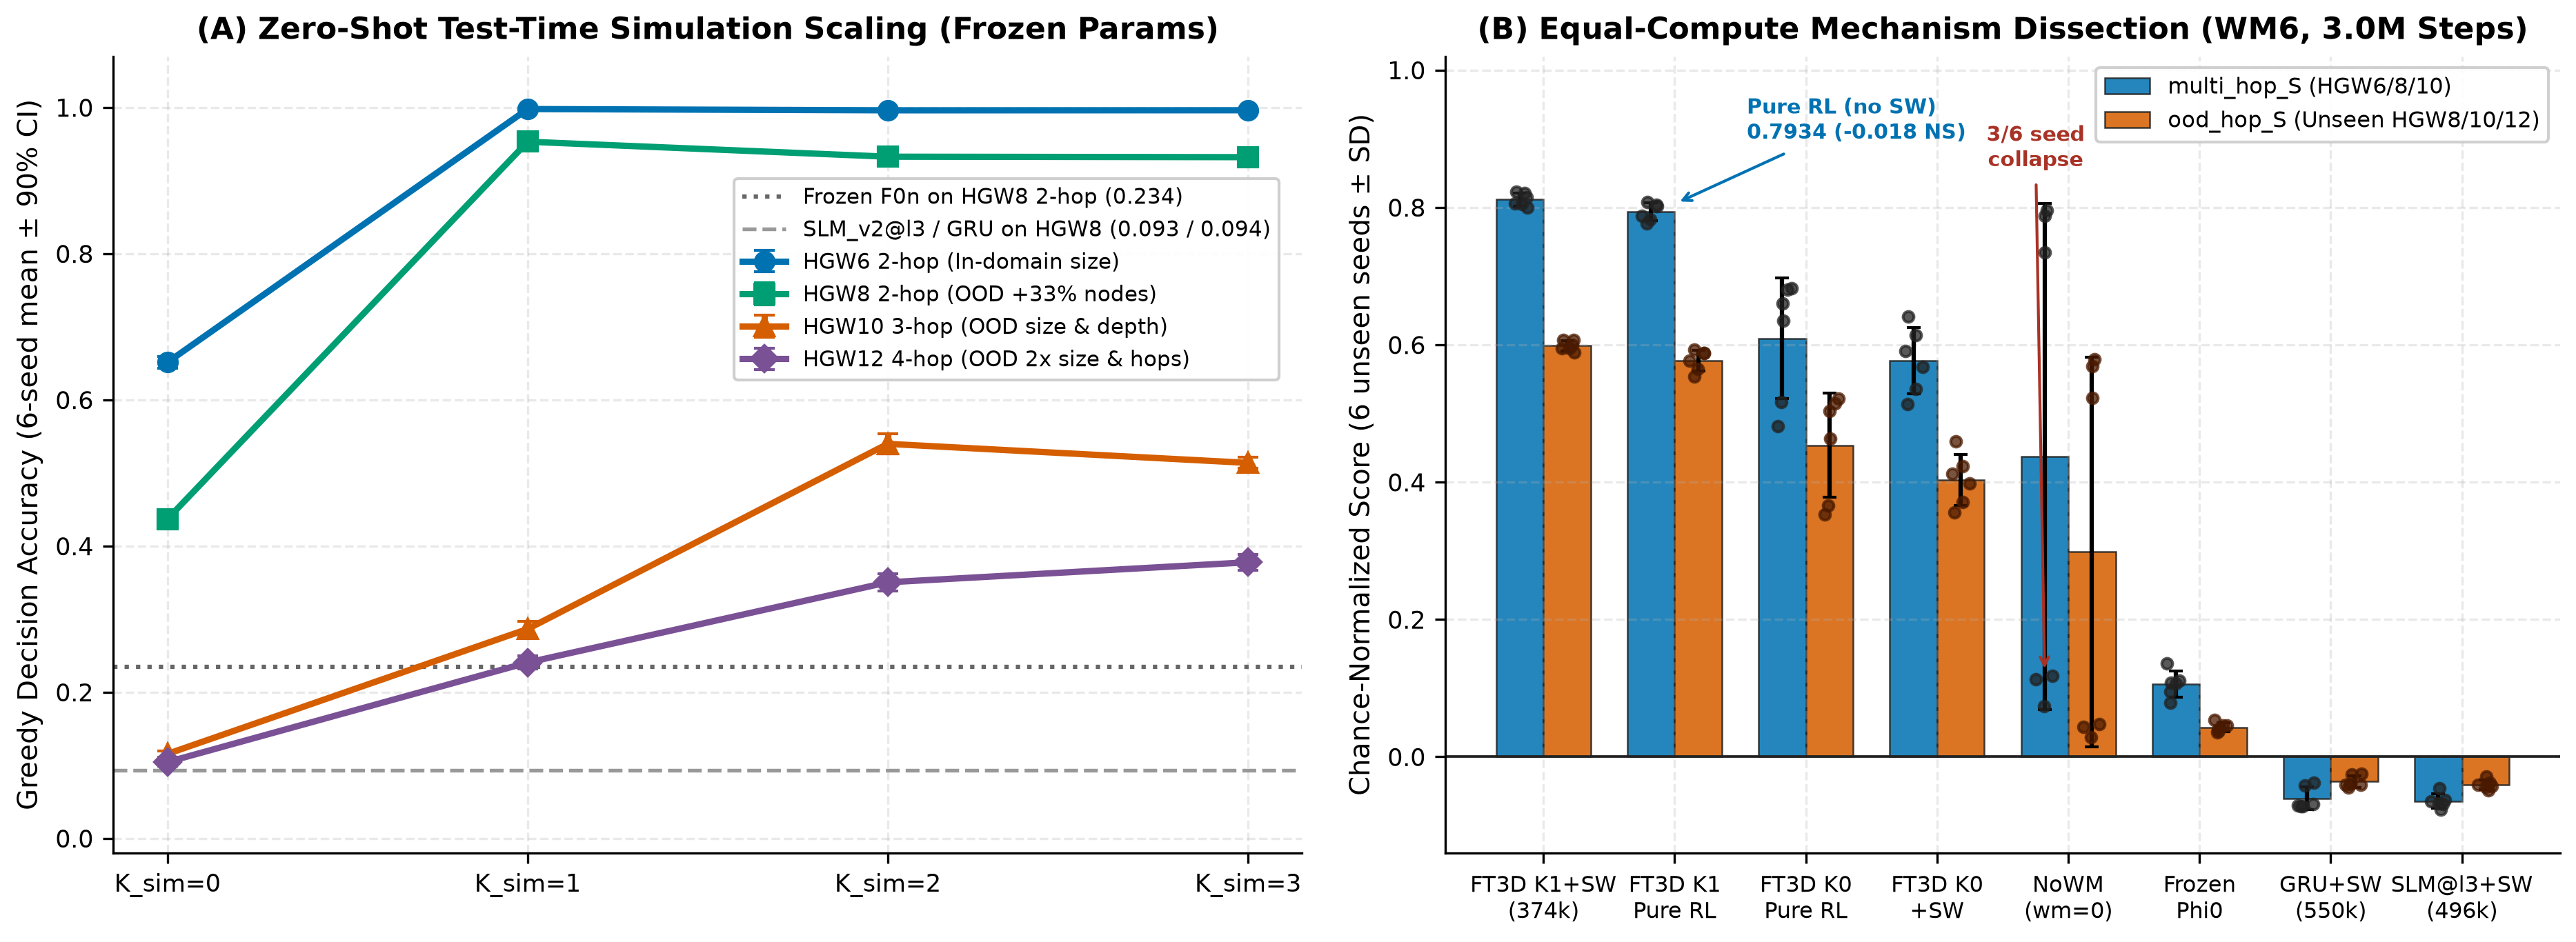 (A) Zero-Shot Test-Time Simulation Scaling (Frozen Params)
Greedy Decision Accuracy (6-seed mean ± 90% CI)
1.0
0.8
0.6
0.4
0.2
0.0
Frozen F0n on HGW8 2-hop (0.234)
SLM_v2@l3 / GRU on HGW8 (0.093 / 0.094)
HGW6 2-hop (In-domain size)
HGW8 2-hop (OOD +33% nodes)
HGW10 3-hop (OOD size & depth)
HGW12 4-hop (OOD 2x size & hops)
K_sim=0
K_sim=1
K_sim=2
K_sim=3
(B) Equal-Compute Mechanism Dissection (WM6, 3.0M Steps)
Chance-Normalized Score (6 unseen seeds ± SD)
1.0
0.8
0.6
0.4
0.2
0.0
multi_hop_S (HGW6/8/10)
ood_hop_S (Unseen HGW8/10/12)
Pure RL (no SW)
0.7934 (-0.018 NS)
3/6 seed
collapse
FT3D K1+SW
(374k)
FT3D K1
Pure RL
FT3D K0
Pure RL
FT3D K0
+SW
NoWM
(wm=0)
Frozen
Phi0
GRU+SW
(550k)
SLM@l3+SW
(496k)